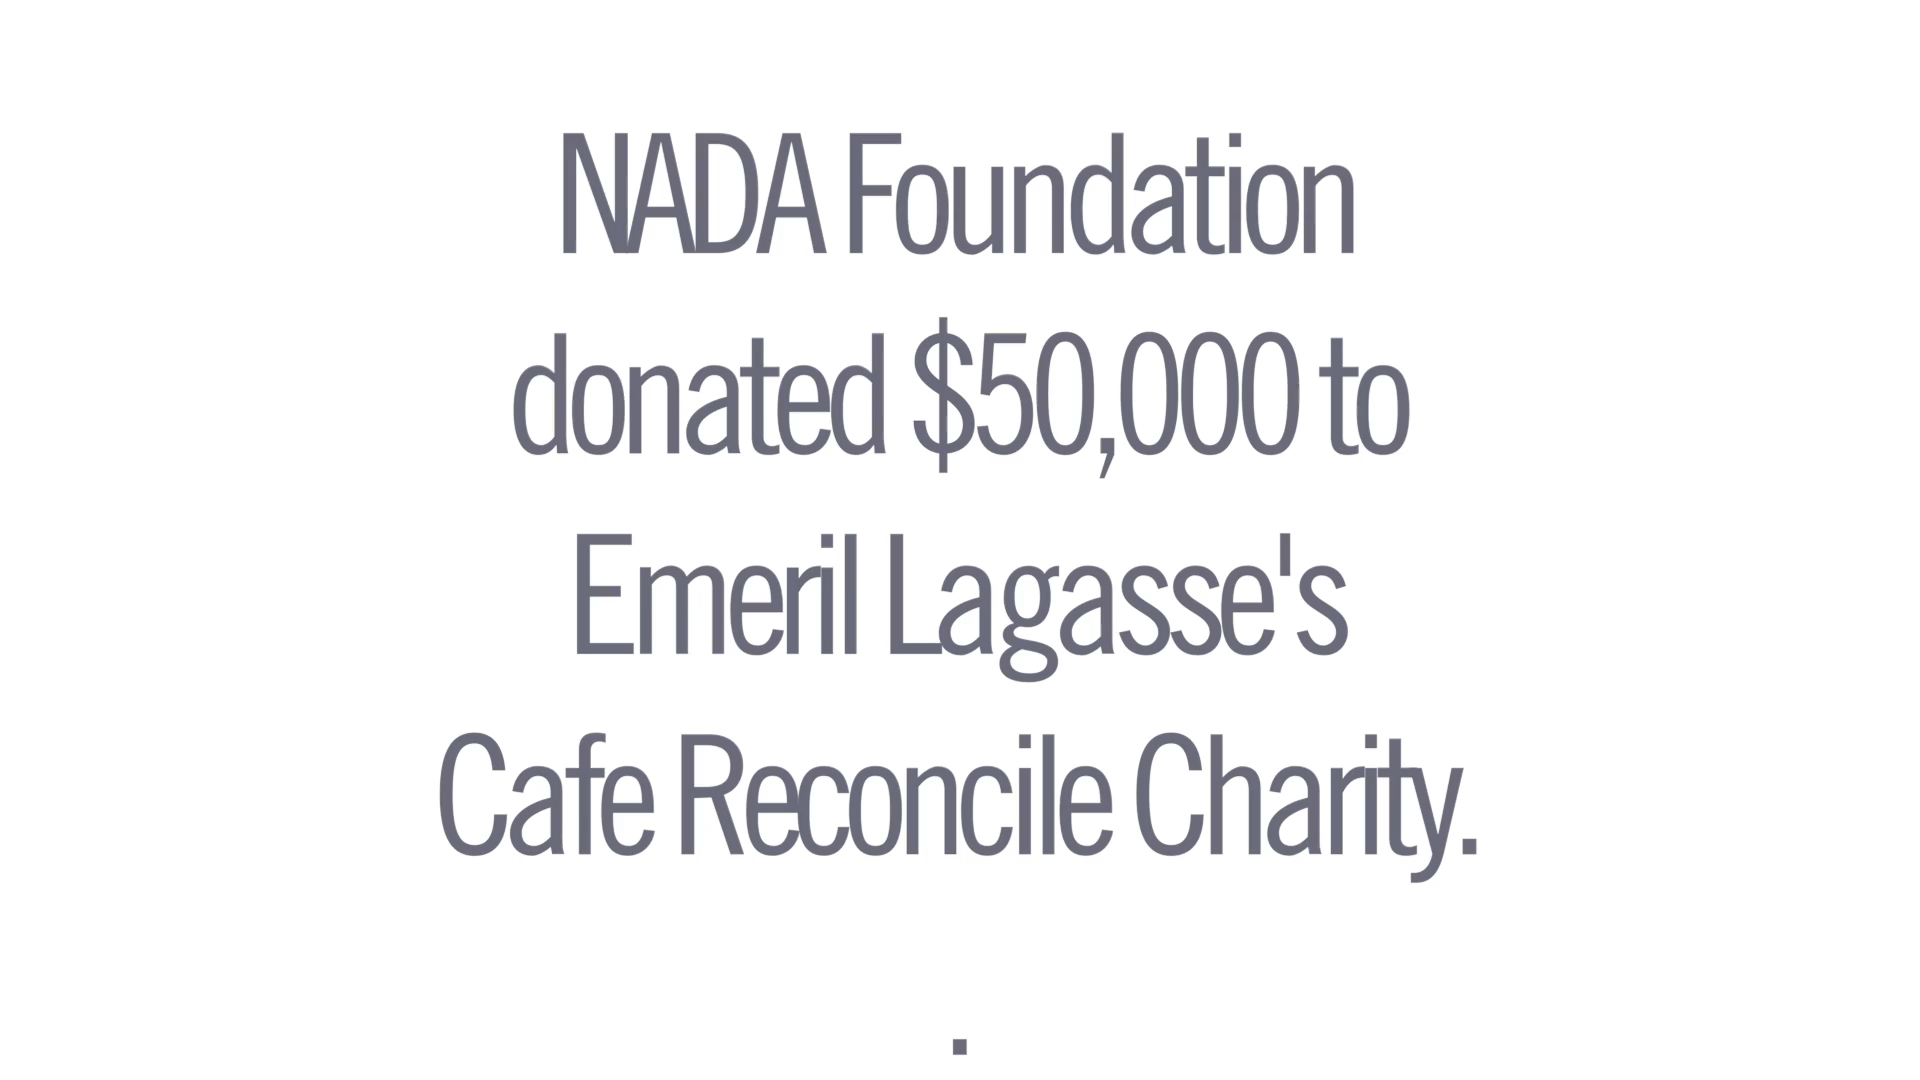 NADA Foundation
donated $50,000 to
Emeril Lagasse's
Cafe Reconcile Charity.
.